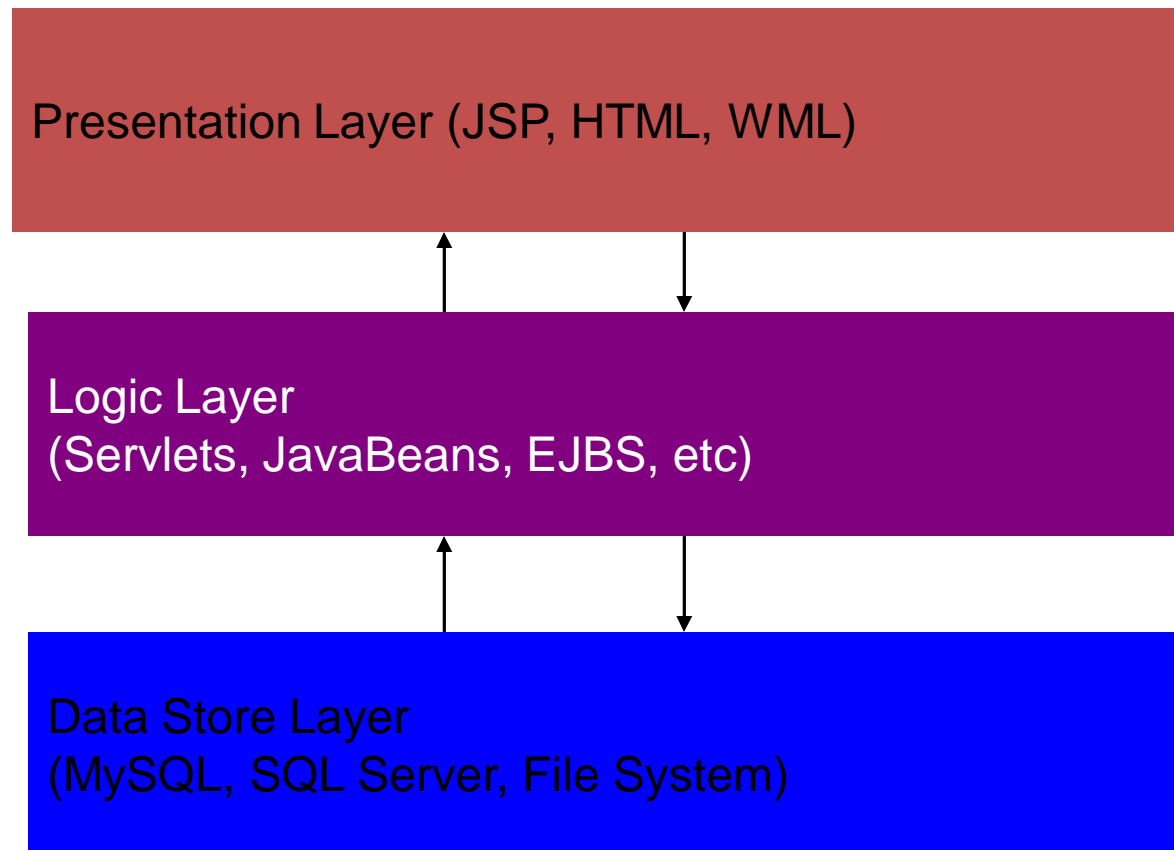 Presentation Layer (JSP, HTML, WML)
Logic Layer
(Servlets, JavaBeans, EJBS, etc)
Data Store Layer
(MySQL, SQL Server, File System)